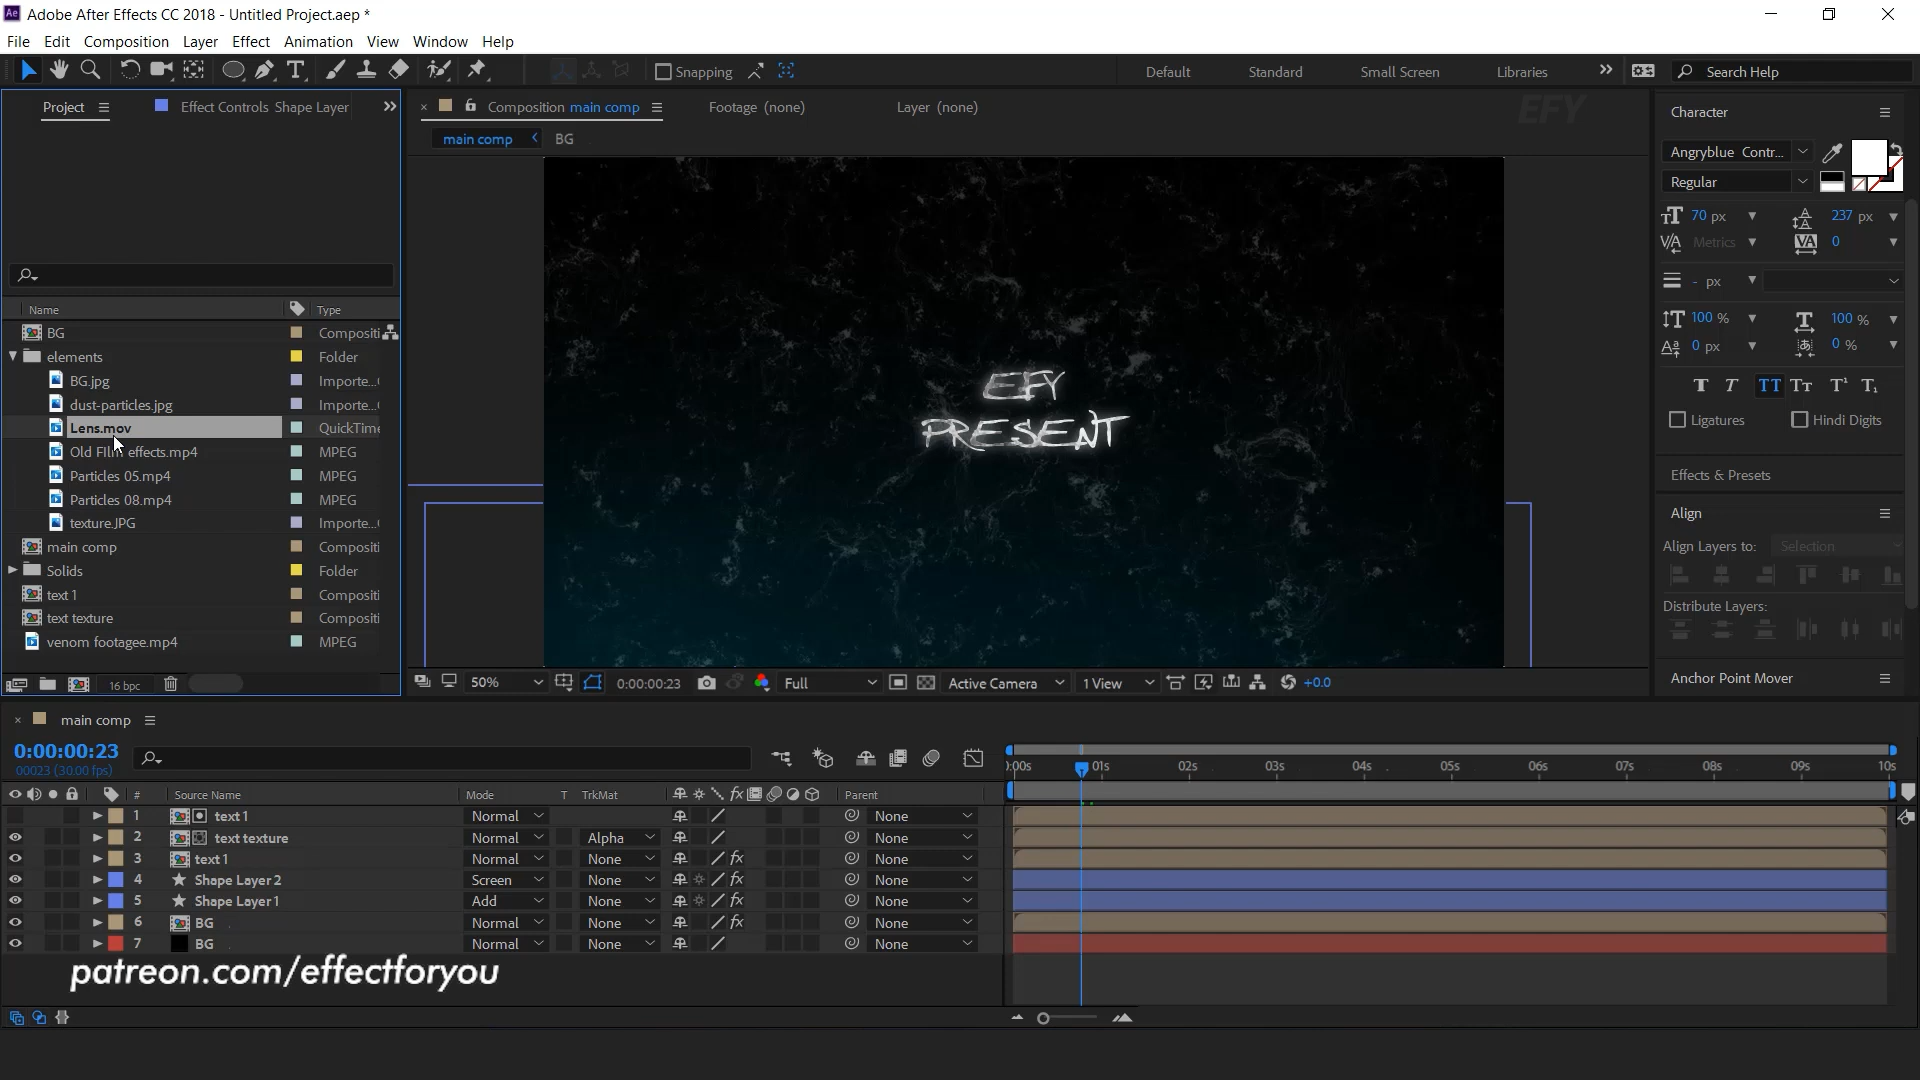 Adobe After Effects CC 2018 - Untitled Project.aep *
File Edit Composition Layer Effect Animation View Window Help
Snapping Default Standard Small Screen Libraries Search Help
Project Effect Controls Shape Layer
Composition main comp Footage (none) Layer (none)
EFY
main comp BG
Name Type
BG Compositi
elements Folder
BG.jpg Importe...
dust-particles.jpg Importe...
Lens.mov QuickTime
Old FIlm effects.mp4 MPEG
Particles 05.mp4 MPEG
Particles 08.mp4 MPEG
texture.JPG Importe...
main comp Compositi
Solids Folder
text 1 Compositi
text texture Compositi
venom footagee.mp4 MPEG
16 bpc
EFY
PRESENT
50% 0:00:00:23 Full Active Camera 1 View +0.0
Character
Angryblue Contr...
Regular
70 px 237 px
Metrics 0
- px
100 % 100 %
0 px 0 %
Ligatures Hindi Digits
Effects & Presets
Align
Align Layers to: Selection
Distribute Layers:
Anchor Point Mover
main comp
0:00:00:23
00023 (30.00 fps)
):00s 01s 02s 03s 04s 05s 06s 07s 08s 09s 10s
# Source Name Mode T TrkMat Parent
1 text 1 Normal None
2 text texture Normal Alpha None
3 text 1 Normal None None
4 Shape Layer 2 Screen None None
5 Shape Layer 1 Add None None
6 BG Normal None None
7 BG Normal None None
patreon.com/effectforyou